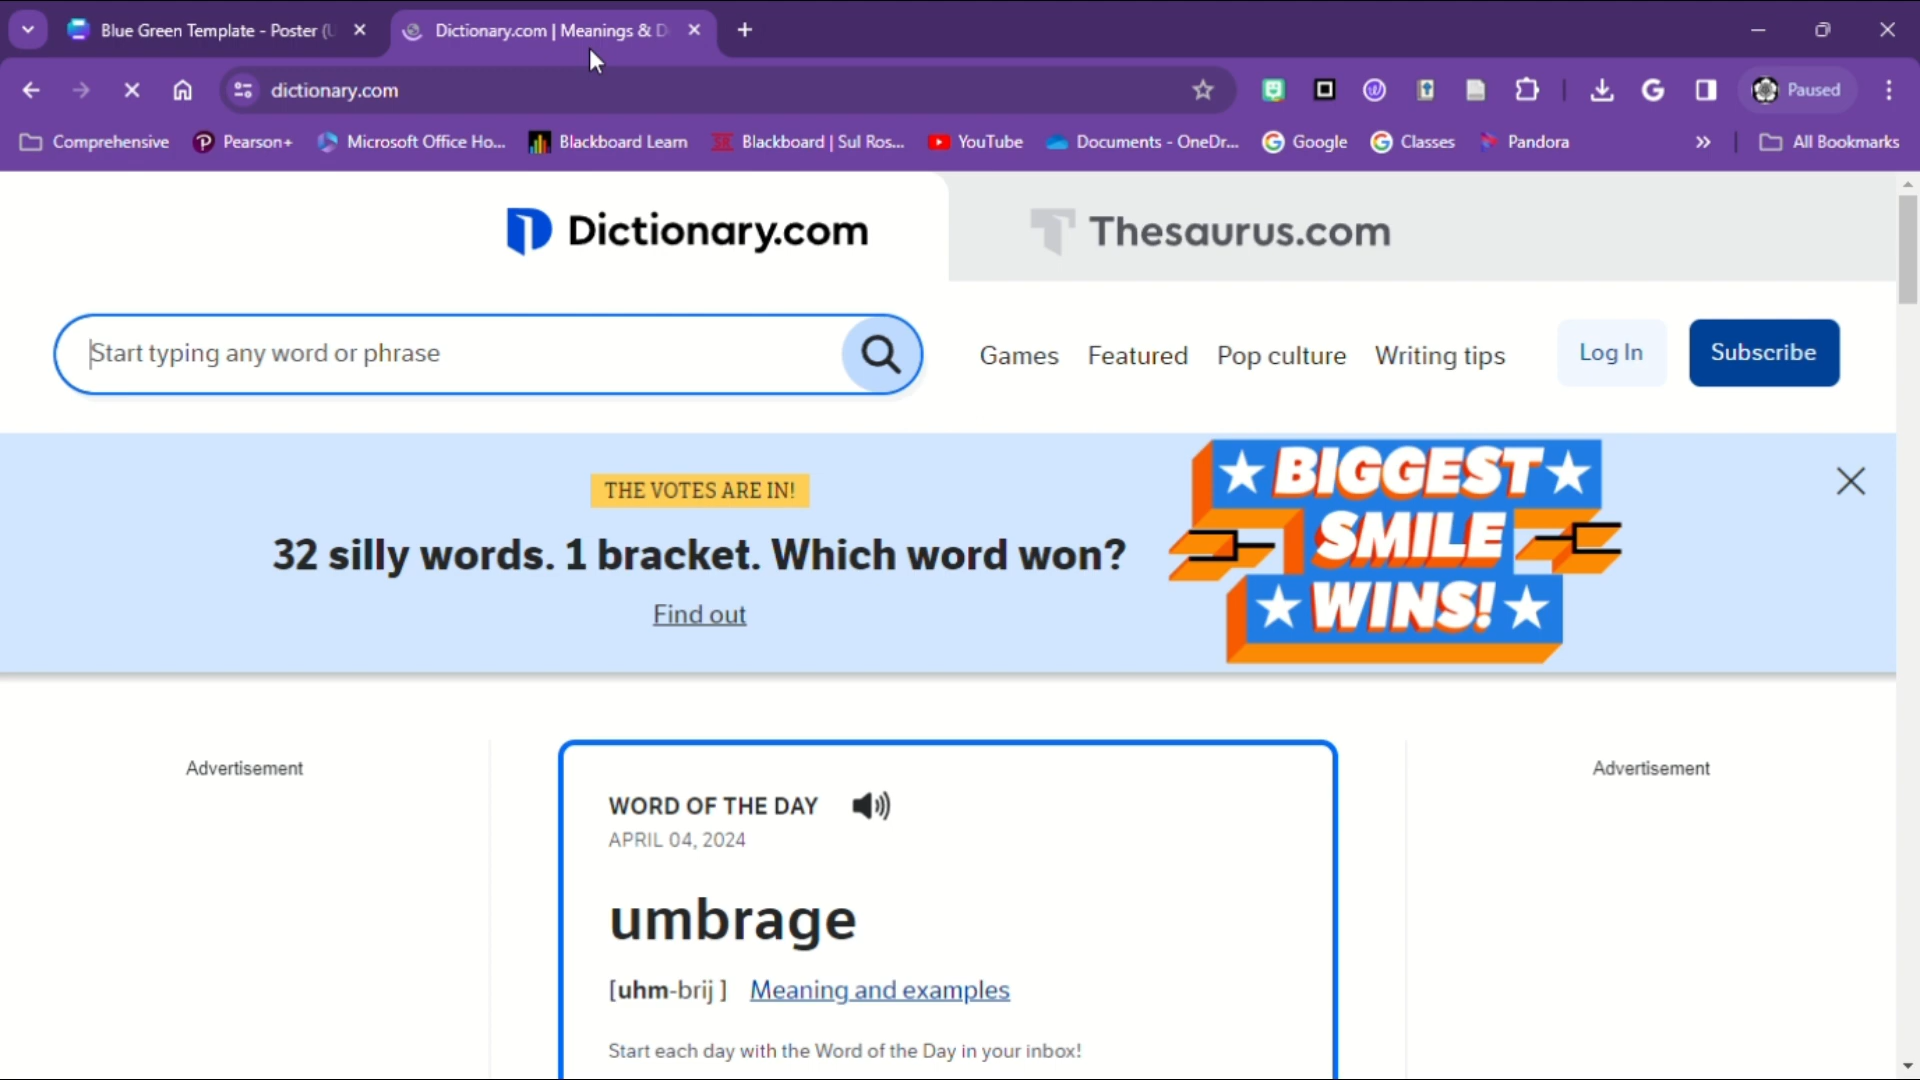 Blue Green Template - Poster (
Dictionary.com | Meanings & D
dictionary.com
Paused
Comprehensive
Pearson+
Microsoft Office Ho...
Blackboard Learn
Blackboard | Sul Ros...
YouTube
Documents - OneDr...
Google
Classes
Pandora
All Bookmarks
Dictionary.com
Thesaurus.com
Start typing any word or phrase
Games
Featured
Pop culture
Writing tips
Log In
Subscribe
THE VOTES ARE IN!
32 silly words. 1 bracket. Which word won?
Find out
BIGGEST
SMILE
WINS!
Advertisement
Advertisement
WORD OF THE DAY
APRIL 04, 2024
umbrage
[uhm-brij ] Meaning and examples
Start each day with the Word of the Day in your inbox!